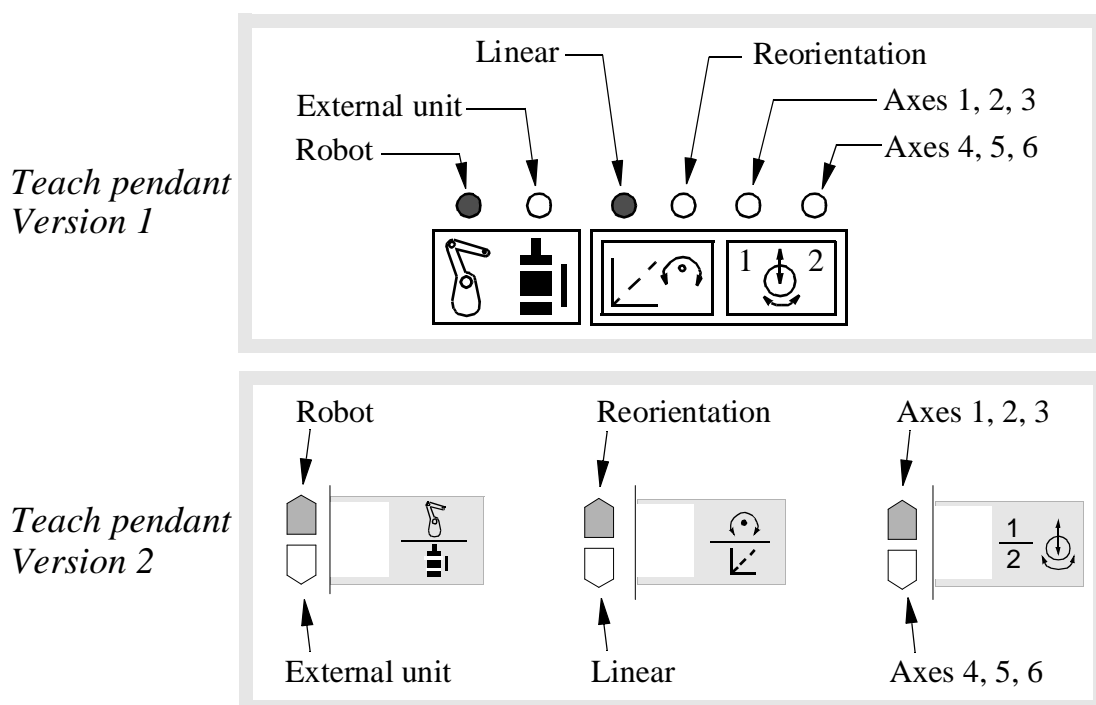 Linear
Reorientation
External unit
Axes 1, 2, 3
Robot
Axes 4, 5, 6
Teach pendant
Version 1
1 2
Robot
Reorientation
Axes 1, 2, 3
Teach pendant
Version 2
1
2
External unit
Linear
Axes 4, 5, 6